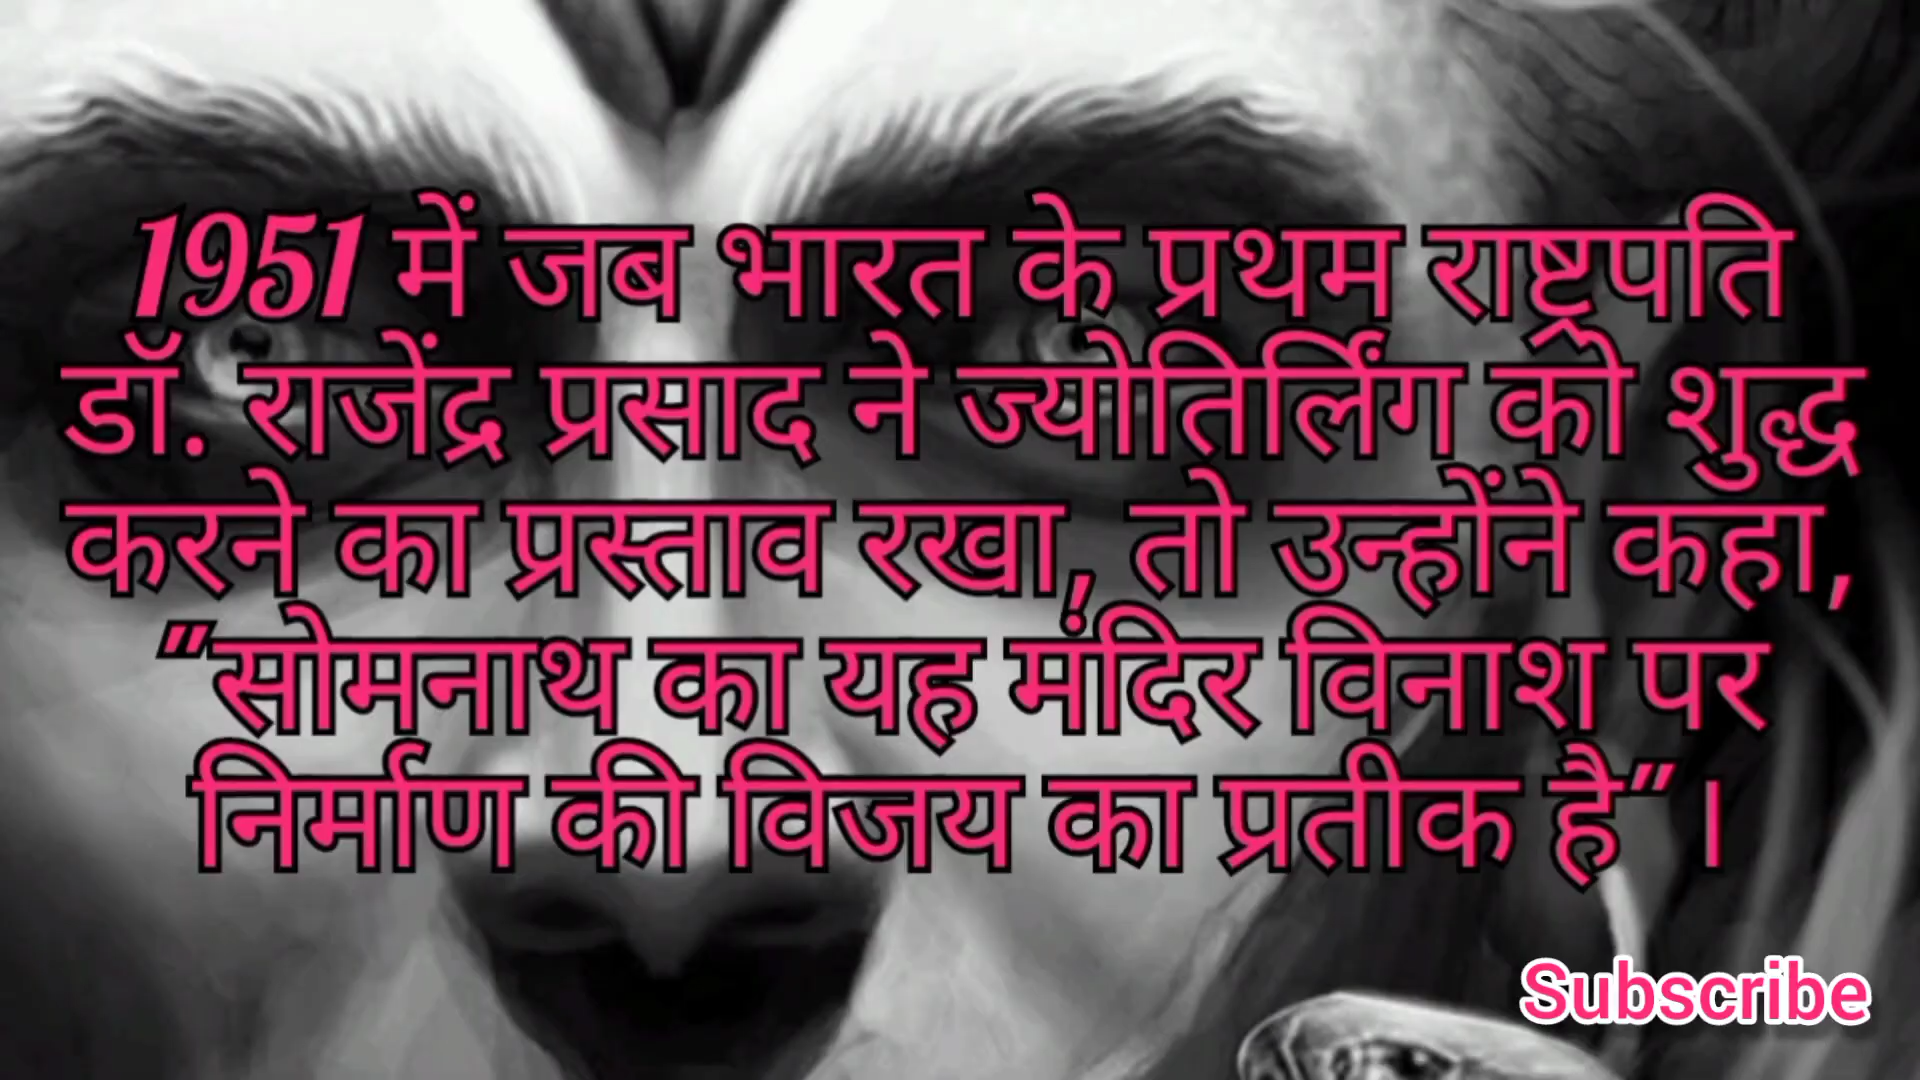 1951 में जब भारत के प्रथम राष्ट्रपति
डॉ. राजेंद्र प्रसाद ने ज्योतिर्लिंग को शुद्ध
करने का प्रस्ताव रखा, तो उन्होंने कहा,
"सोमनाथ का यह मंदिर विनाश पर
निर्माण की विजय का प्रतीक है"।
Subscribe